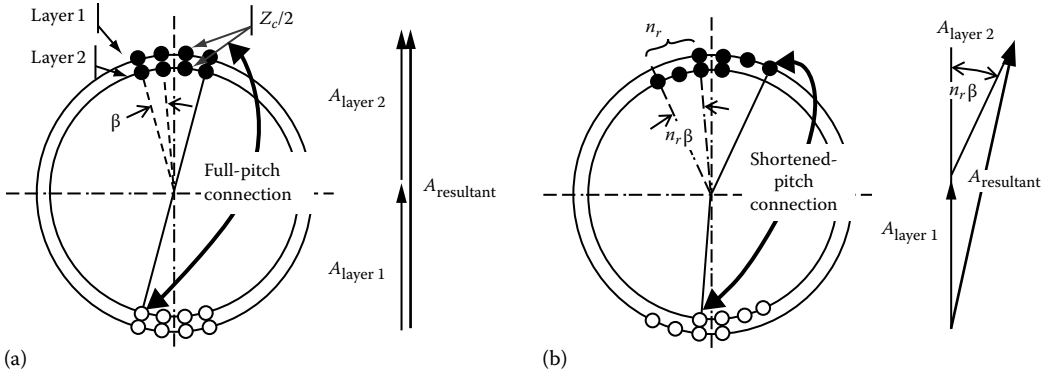 Layer 1
Layer 2
Z_c/2
β
Full-pitch
connection
A_layer 2
A_resultant
A_layer 1
(a)
n_r
n_rβ
Shortened-
pitch
connection
A_layer 2
n_rβ
A_resultant
A_layer 1
(b)